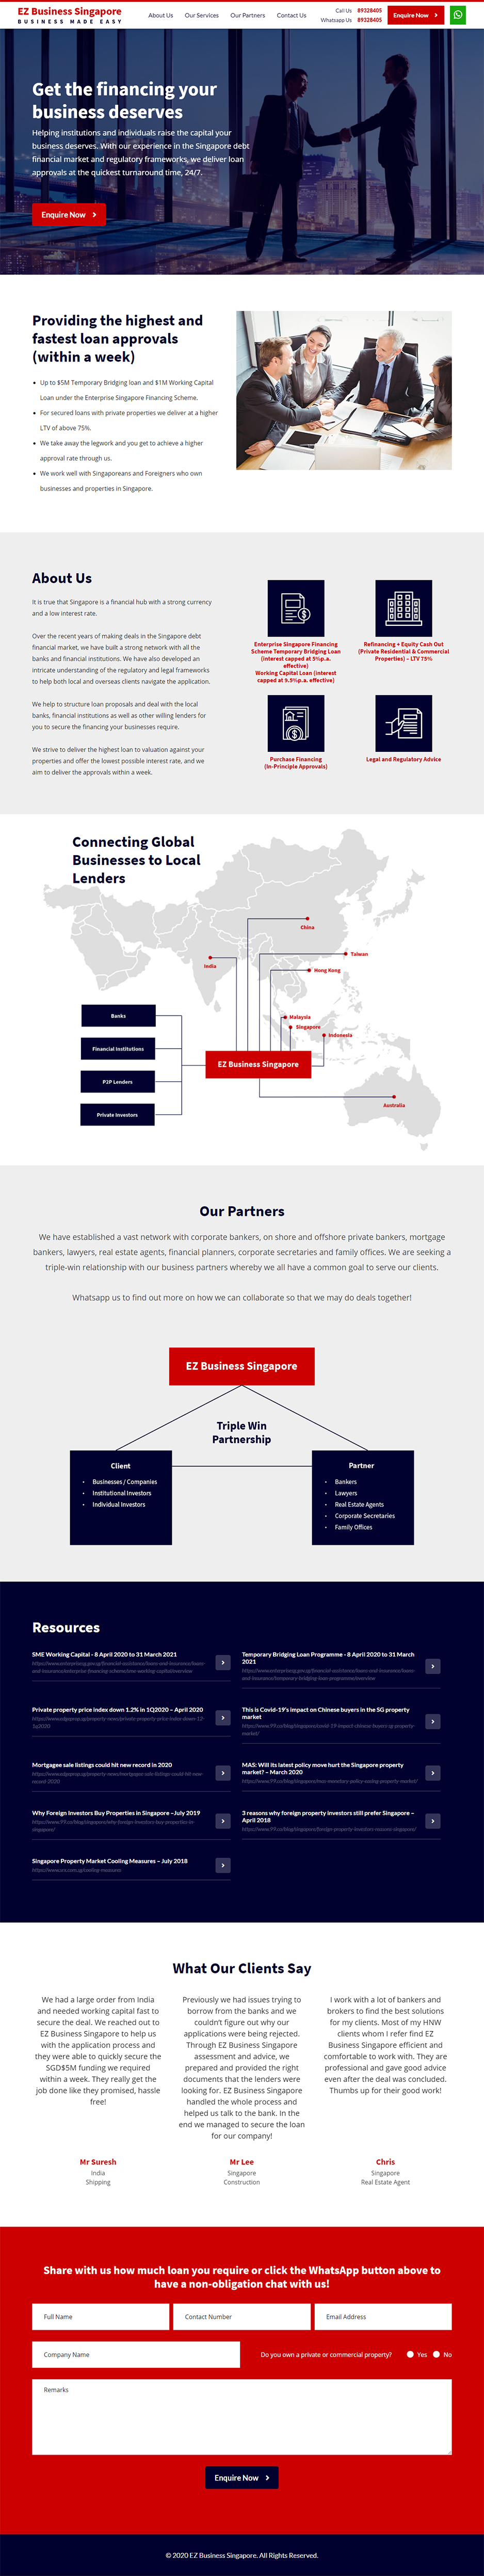 EZ Business Singapore
BUSINESS MADE EASY
About Us
Our Services
Our Partners
Contact Us
Call Us 89328405
Whatsapp Us 89328405
Enquire Now
Get the financing your
business deserves
Helping institutions and individuals raise the capital your
business deserves. With our experience in the Singapore debt
financial market and regulatory frameworks, we deliver loan
approvals at the quickest turnaround time, 24/7.
Enquire Now
Providing the highest and
fastest loan approvals
(within a week)
• Up to $5M Temporary Bridging loan and $1M Working Capital
Loan under the Enterprise Singapore Financing Scheme.
• For secured loans with private properties we deliver at a higher
LTV of above 75%.
• We take away the legwork and you get to achieve a higher
approval rate through us.
• We work well with Singaporeans and Foreigners who own
businesses and properties in Singapore.
About Us
It is true that Singapore is a financial hub with a strong currency
and a low interest rate.
Over the recent years of making deals in the Singapore debt
financial market, we have built a strong network with all the
banks and financial institutions. We have also developed an
intricate understanding of the regulatory and legal frameworks
to help both local and overseas clients navigate the application.
We help to structure loan proposals and deal with the local
banks, financial institutions as well as other willing lenders for
you to secure the financing your businesses require.
We strive to deliver the highest loan to valuation against your
properties and offer the lowest possible interest rate, and we
aim to deliver the approvals within a week.
Enterprise Singapore Financing
Scheme Temporary Bridging Loan
(interest capped at 5%p.a.
effective)
Working Capital Loan (interest
capped at 9.5%p.a. effective)
Refinancing + Equity Cash Out
(Private Residential & Commercial
Properties) – LTV 75%
Purchase Financing
(In-Principle Approvals)
Legal and Regulatory Advice
Connecting Global
Businesses to Local
Lenders
China
Taiwan
India
Hong Kong
Malaysia
Singapore
Indonesia
Banks
Financial Institutions
P2P Lenders
Private Investors
EZ Business Singapore
Australia
Our Partners
We have established a vast network with corporate bankers, on shore and offshore private bankers, mortgage
bankers, lawyers, real estate agents, financial planners, corporate secretaries and family offices. We are seeking a
triple-win relationship with our business partners whereby we all have a common goal to serve our clients.
Whatsapp us to find out more on how we can collaborate so that we may do deals together!
EZ Business Singapore
Triple Win
Partnership
Client
• Businesses / Companies
• Institutional Investors
• Individual Investors
Partner
• Bankers
• Lawyers
• Real Estate Agents
• Corporate Secretaries
• Family Offices
Resources
SME Working Capital - 8 April 2020 to 31 March 2021
Temporary Bridging Loan Programme - 8 April 2020 to 31 March
2021
Private property price index down 1.2% in 1Q2020 – April 2020
This is Covid-19's impact on Chinese buyers in the SG property
market
Mortgagee sale listings could hit new record in 2020
MAS: Will its latest policy move hurt the Singapore property
market? – March 2020
Why Foreign Investors Buy Properties in Singapore –July 2019
3 reasons why foreign property investors still prefer Singapore –
April 2018
Singapore Property Market Cooling Measures – July 2018
What Our Clients Say
We had a large order from India
and needed working capital fast to
secure the deal. We reached out to
EZ Business Singapore to help us
with the application process and
they were able to quickly secure the
SGD$5M funding we required
within a week. They really get the
job done like they promised, hassle
free!
Mr Suresh
India
Shipping
Previously we had issues trying to
borrow from the banks and we
couldn't figure out why our
applications were being rejected.
Through EZ Business Singapore
assessment and advice, we
prepared and provided the right
documents that the lenders were
looking for. EZ Business Singapore
handled the whole process and
helped us talk to the bank. In the
end we managed to secure the loan
for our company!
Mr Lee
Singapore
Construction
I work with a lot of bankers and
brokers to find the best solutions
for my clients. Most of my HNW
clients whom I refer find EZ
Business Singapore efficient and
comfortable to work with. They are
professional and gave good advice
even after the deal was concluded.
Thumbs up for their good work!
Chris
Singapore
Real Estate Agent
Share with us how much loan you require or click the WhatsApp button above to
have a non-obligation chat with us!
Full Name
Contact Number
Email Address
Company Name
Do you own a private or commercial property? Yes No
Remarks
Enquire Now
© 2020 EZ Business Singapore. All Rights Reserved.